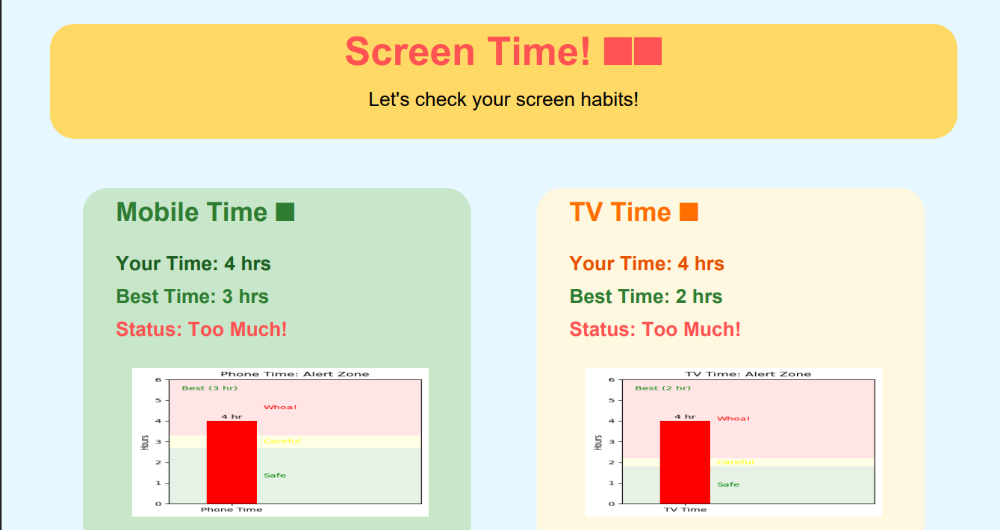 Screen Time! ■■
Let's check your screen habits!
Mobile Time ■
Your Time: 4 hrs
Best Time: 3 hrs
Status: Too Much!
Phone Time: Alert Zone
6
Best (3 hr)
5
Whoa!
4 hr
4
3
Careful
Hours
2
Safe
1
0
Phone Time
TV Time ■
Your Time: 4 hrs
Best Time: 2 hrs
Status: Too Much!
TV Time: Alert Zone
6
Best (2 hr)
5
4 hr
Whoa!
4
3
Hours
2
Careful
1
Safe
0
TV Time